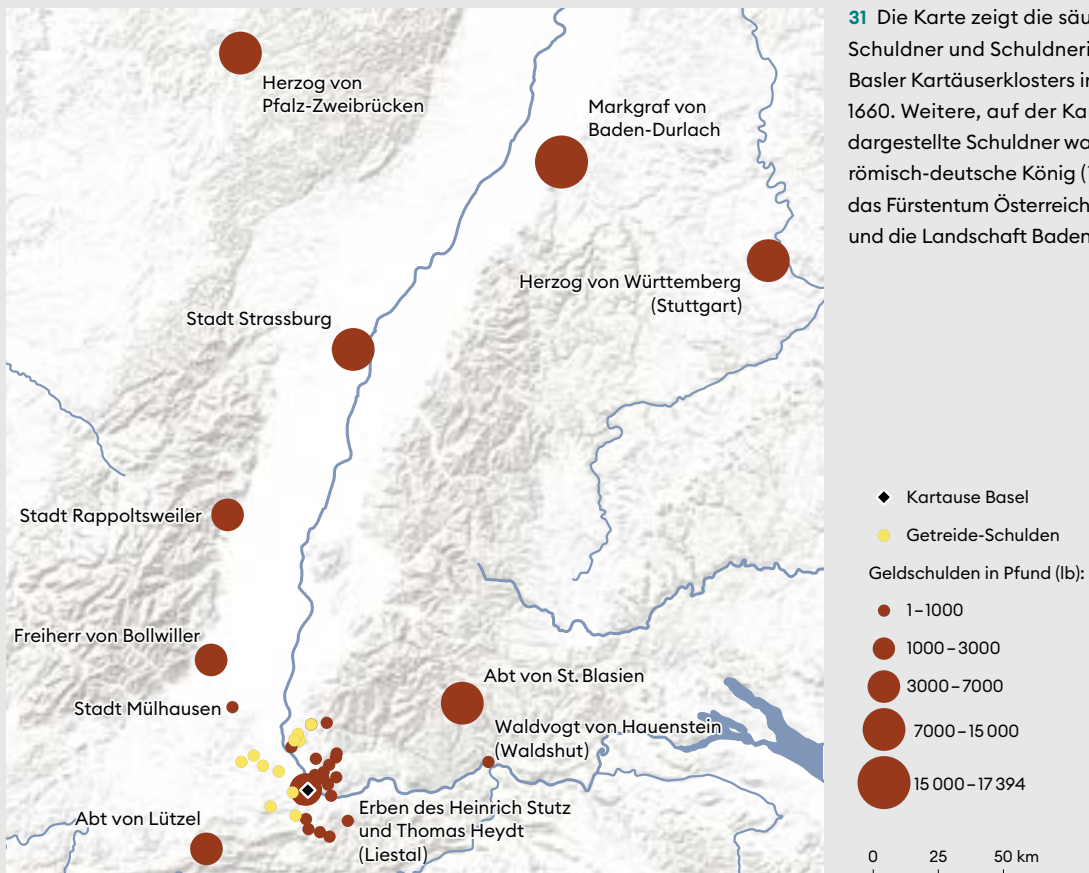 Herzog von
Pfalz-Zweibrücken
Markgraf von
Baden-Durlach
Herzog von Württemberg
(Stuttgart)
Stadt Strassburg
Stadt Rappoltsweiler
Freiherr von Bollwiller
Stadt Mülhausen
Abt von St. Blasien
Waldvogt von Hauenstein
(Waldshut)
Erben des Heinrich Stutz
und Thomas Heydt
(Liestal)
Abt von Lützel
31 Die Karte zeigt die
Schuldner und
Basler Kartäuserklosters
1660. Weitere, auf der
dargestellte Schuldner
römisch-deutsche König
das Fürstentum Österreich
und die Landschaft Baden
Kartause Basel
Getreide-Schulden
Geldschulden in Pfund (lb):
1–1000
1000–3000
3000–7000
7000–15 000
15 000–17 394
0 25 50 km